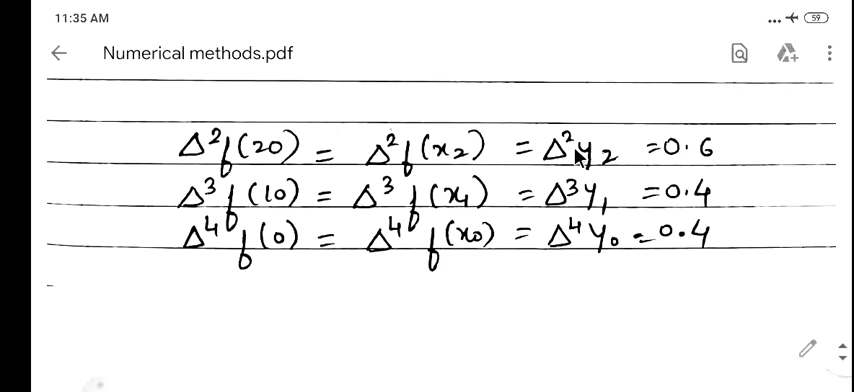 11:35 AM
... 59
Numerical methods.pdf
Δ²f(20) = Δ²f(x₂) = Δ²y₂ = 0.6
Δ³f(10) = Δ³f(x₁) = Δ³y₁ = 0.4
Δ⁴f(0) = Δ⁴f(x₀) = Δ⁴y₀ = 0.4